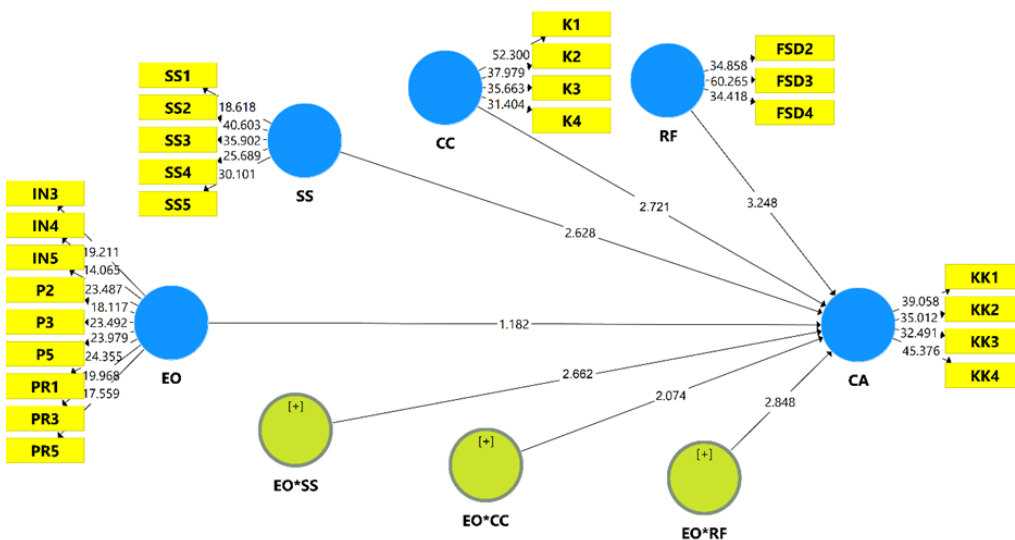 K1
52.300
K2
37.979
K3
35.663
K4
31.404
CC
FSD2
34.858
FSD3
60.265
FSD4
34.418
RF
SS1
18.618
SS2
40.603
SS3
35.902
SS4
25.689
SS5
30.101
SS
IN3
19.211
IN4
14.065
IN5
23.487
P2
18.117
P3
23.492
P5
23.979
PR1
24.355
PR3
19.968
PR5
17.559
EO
2.721
3.248
2.628
1.182
2.662
2.074
2.848
KK1
39.058
KK2
35.012
KK3
32.491
KK4
45.376
CA
[+]
EO*SS
[+]
EO*CC
[+]
EO*RF